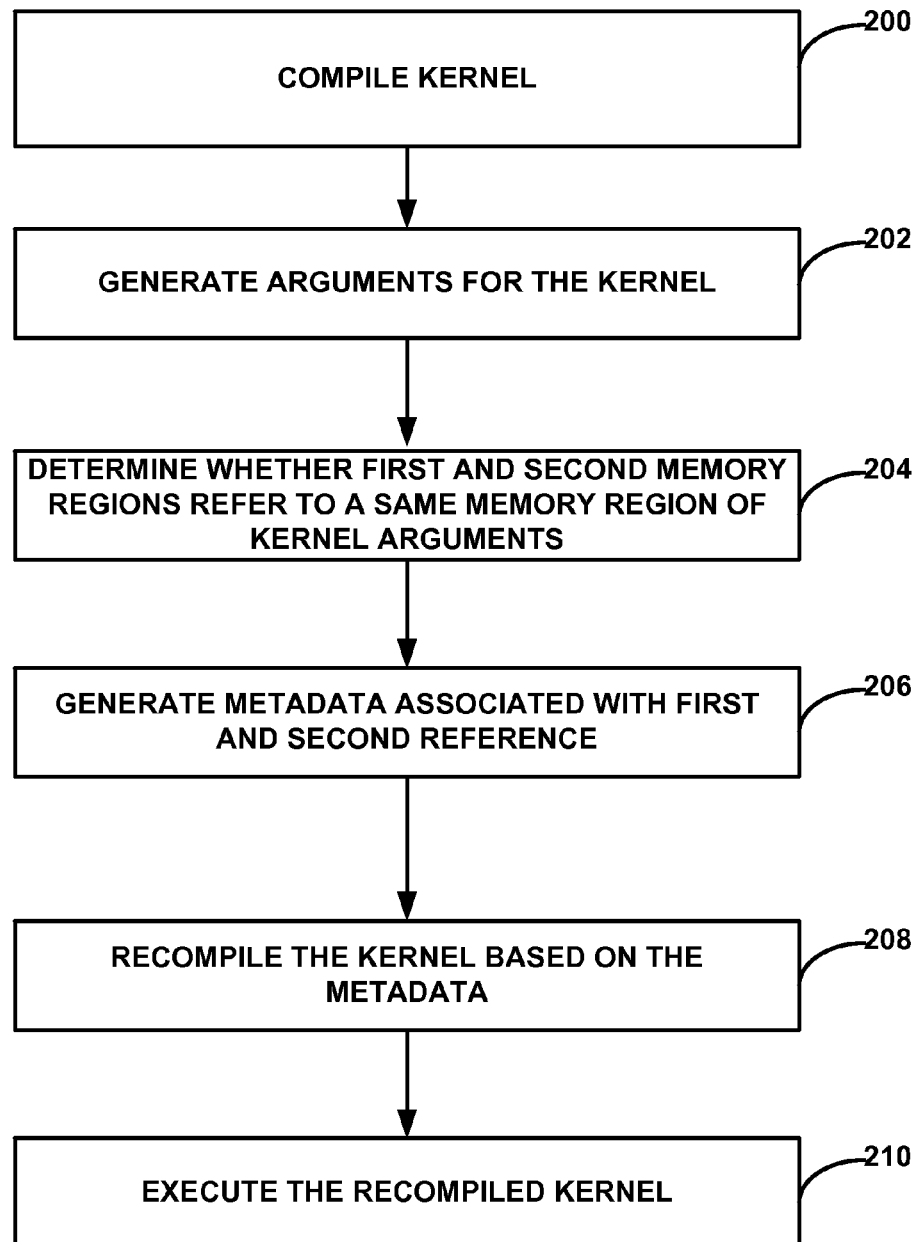 200
COMPILE KERNEL
202
GENERATE ARGUMENTS FOR THE KERNEL
204
DETERMINE WHETHER FIRST AND SECOND MEMORY
REGIONS REFER TO A SAME MEMORY REGION OF
KERNEL ARGUMENTS
206
GENERATE METADATA ASSOCIATED WITH FIRST
AND SECOND REFERENCE
208
RECOMPILE THE KERNEL BASED ON THE
METADATA
210
EXECUTE THE RECOMPILED KERNEL